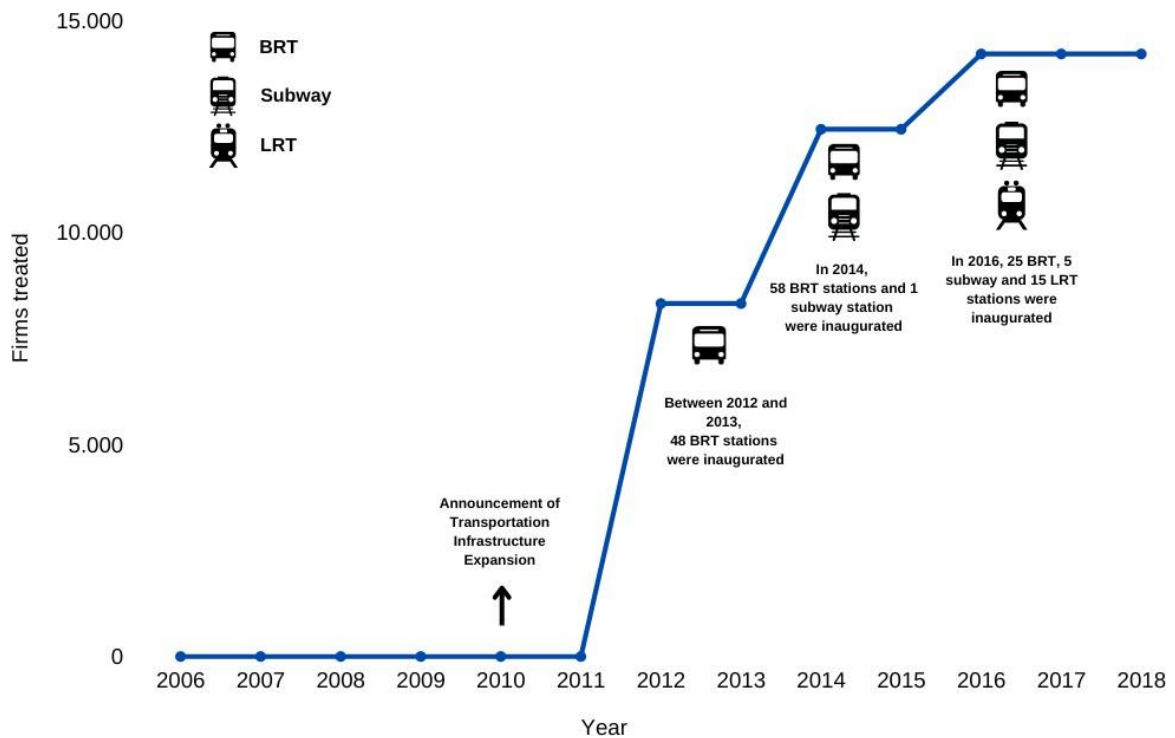 15.000
BRT
Subway
LRT
10.000
Firms treated
In 2014,
58 BRT stations and 1
subway station
were inaugurated
In 2016, 25 BRT, 5
subway and 15 LRT
stations were
inaugurated
Between 2012 and
2013,
48 BRT stations
were inaugurated
5.000
Announcement of
Transportation
Infrastructure
Expansion
0
2006 2007 2008 2009 2010 2011 2012 2013 2014 2015 2016 2017 2018
Year